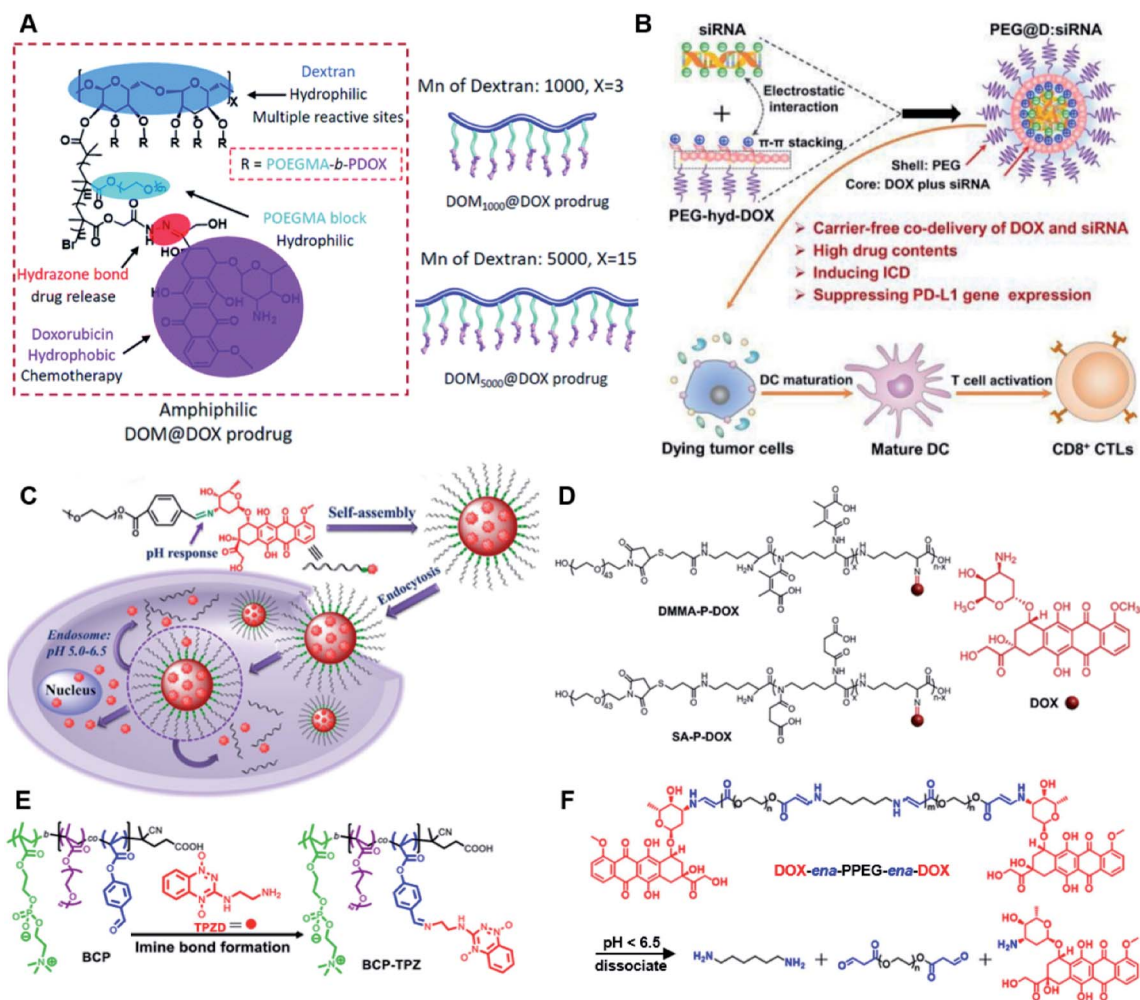 A
Dextran
Hydrophilic
Multiple reactive sites
R = POEGMA-b-PDOX
POEGMA block
Hydrophilic
Hydrazone bond
drug release
Doxorubicin
Hydrophobic
Chemotherapy
Amphiphilic
DOM@DOX prodrug
Mn of Dextran: 1000, X=3
DOM1000@DOX prodrug
Mn of Dextran: 5000, X=15
DOM5000@DOX prodrug
B
siRNA
PEG@D:siRNA
Electrostatic
interaction
+
π-π stacking
PEG-hyd-DOX
Shell: PEG
Core: DOX plus siRNA
➤ Carrier-free co-delivery of DOX and siRNA
➤ High drug contents
➤ Inducing ICD
➤ Suppressing PD-L1 gene expression
DC maturation
T cell activation
Dying tumor cells
Mature DC
CD8+ CTLs
C
pH response
Self-assembly
Endocytosis
Endosome:
pH 5.0-6.5
Nucleus
D
DMMA-P-DOX
SA-P-DOX
DOX
E
BCP
TPZD =
Imine bond formation
BCP-TPZ
F
DOX-ena-PPEG-ena-DOX
pH < 6.5
dissociate
H2N
NH2
+
+